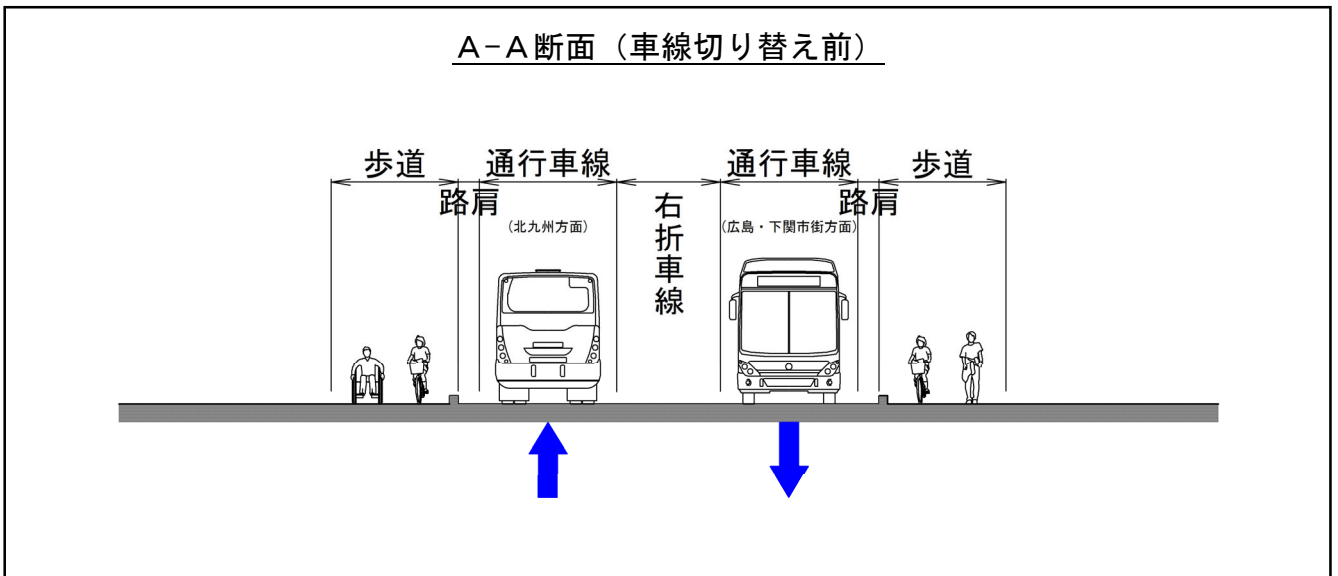 A-A断面（車線切り替え前）
歩道
通行車線
通行車線
歩道
路肩
右折車線
路肩
(北九州方面)
(広島・下関市街方面)